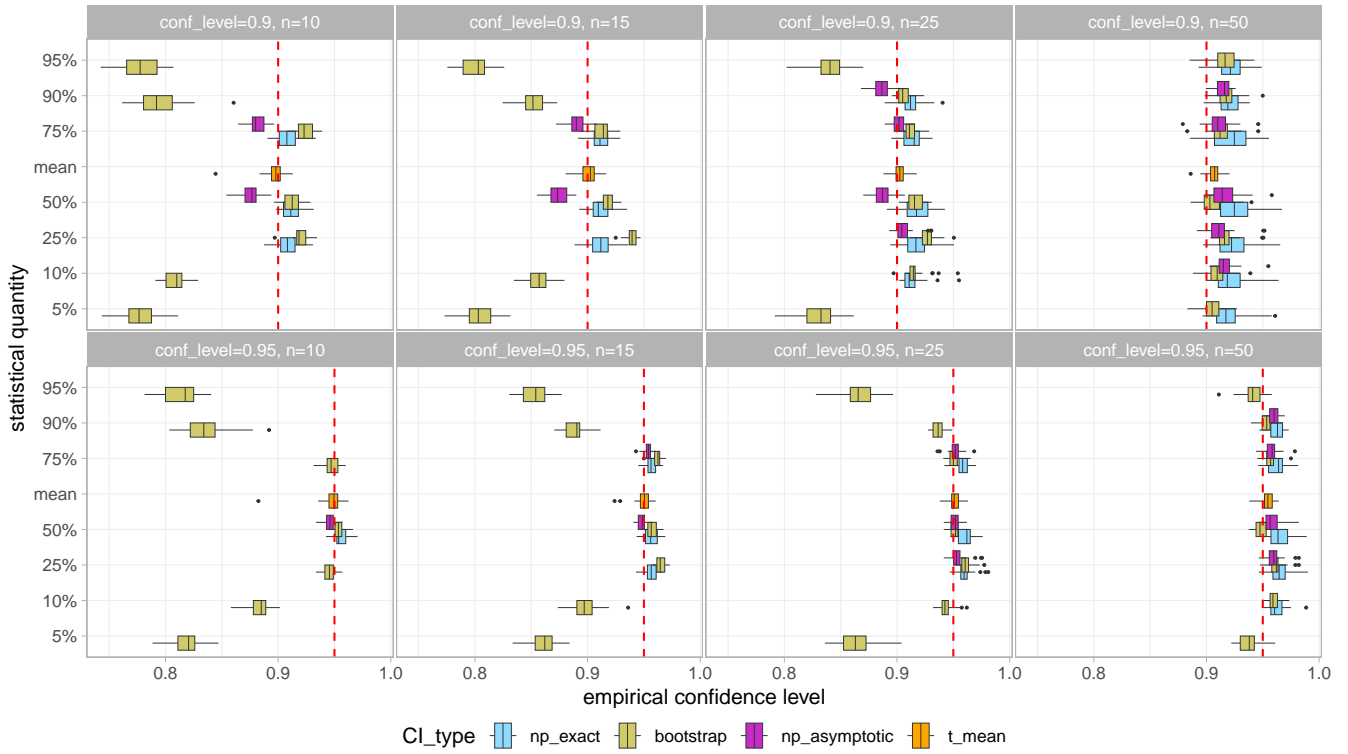 conf_level=0.9, n=10 conf_level=0.9, n=15 conf_level=0.9, n=25 conf_level=0.9, n=50
95%
90%
75%
mean
50%
25%
10%
5%
conf_level=0.95, n=10 conf_level=0.95, n=15 conf_level=0.95, n=25 conf_level=0.95, n=50
95%
90%
75%
mean
50%
25%
10%
5%
statistical quantity
0.8 0.9 1.0 0.8 0.9 1.0 0.8 0.9 1.0 0.8 0.9 1.0
empirical confidence level
CI_type np_exact bootstrap np_asymptotic t_mean